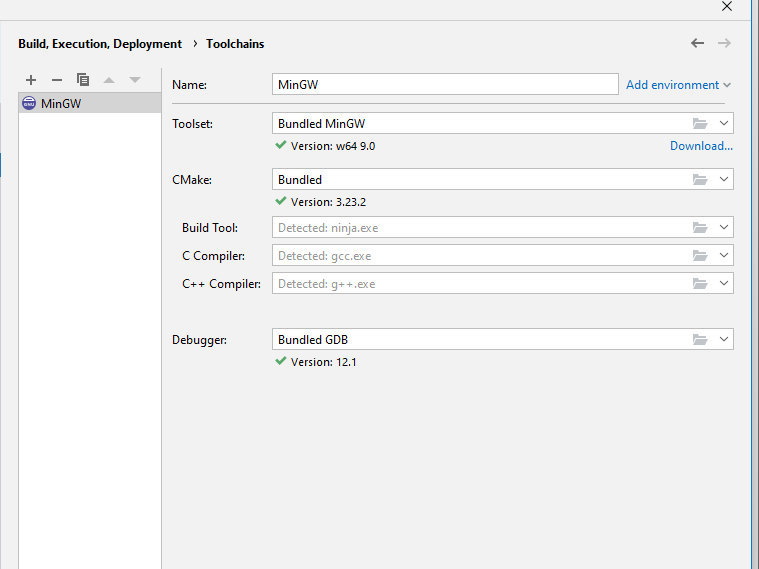 Build, Execution, Deployment › Toolchains
MinGW
Name: MinGW Add environment
Toolset: Bundled MinGW
Version: w64 9.0 Download...
CMake: Bundled
Version: 3.23.2
Build Tool: Detected: ninja.exe
C Compiler: Detected: gcc.exe
C++ Compiler: Detected: g++.exe
Debugger: Bundled GDB
Version: 12.1